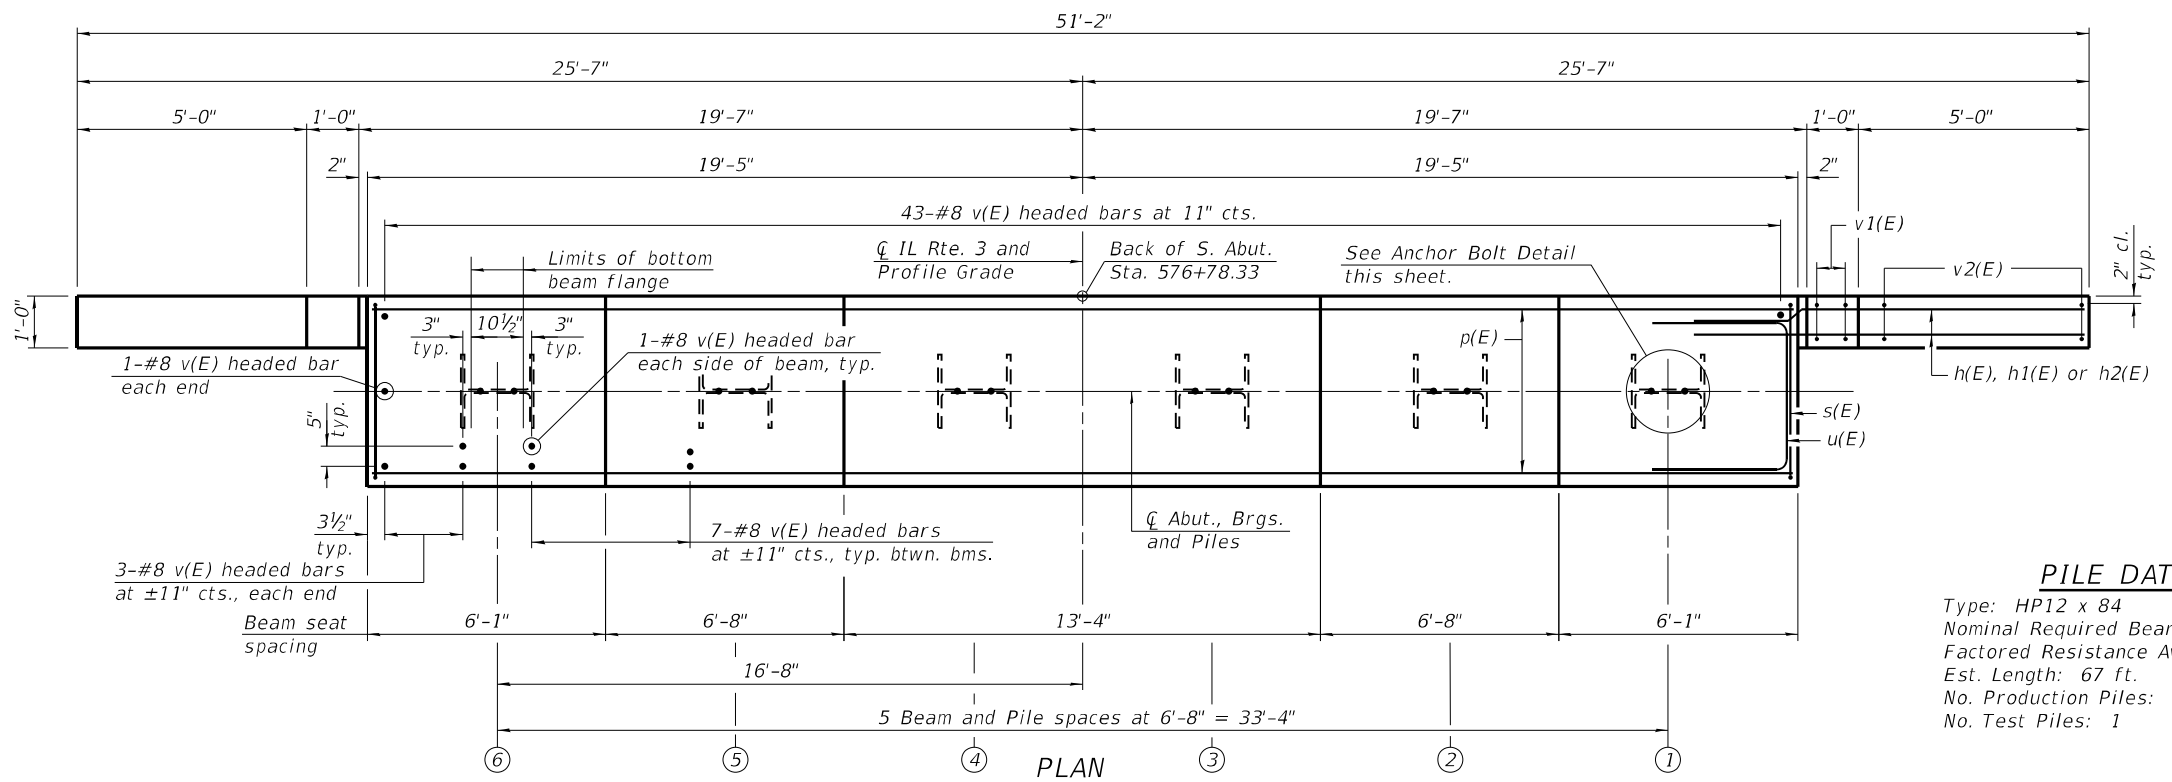 51'-2"
25'-7"
25'-7"
5'-0"
1'-0"
19'-7"
19'-7"
1'-0"
5'-0"
2"
19'-5"
19'-5"
2"
43-#8 v(E) headed bars at 11" cts.
v1(E)
Limits of bottom
beam flange
℄ IL Rte. 3 and
Profile Grade
Back of S. Abut.
Sta. 576+78.33
See Anchor Bolt Detail
this sheet.
v2(E)
2" cl.
typ.
1'-0"
3"
typ.
10½"
3"
typ.
1-#8 v(E) headed bar
each side of beam, typ.
p(E)
1-#8 v(E) headed bar
each end
h(E), h1(E) or h2(E)
5"
typ.
s(E)
u(E)
3½"
typ.
7-#8 v(E) headed bars
at ±11" cts., typ. btwn. bms.
℄ Abut., Brgs.
and Piles
3-#8 v(E) headed bars
at ±11" cts., each end
Beam seat
spacing
6'-1"
6'-8"
13'-4"
6'-8"
6'-1"
16'-8"
5 Beam and Pile spaces at 6'-8" = 33'-4"
6
5
4
3
2
1
PLAN
PILE DAT
Type: HP12 x 84
Nominal Required Bear
Factored Resistance Av
Est. Length: 67 ft.
No. Production Piles:
No. Test Piles: 1